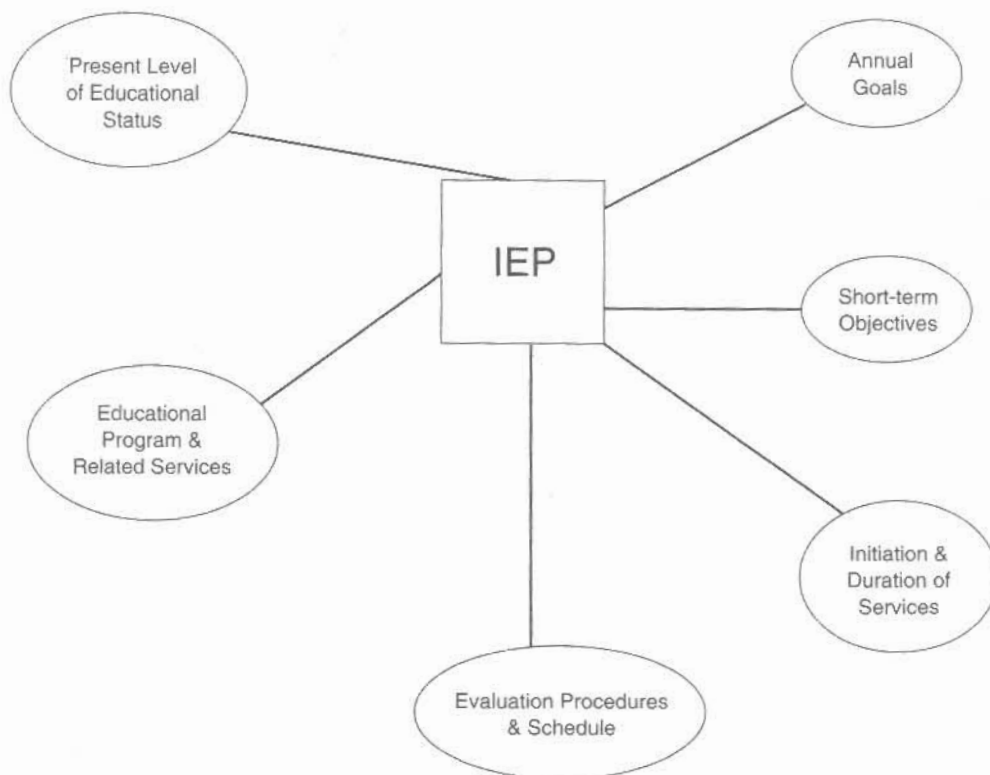 Present Level
of Educational
Status
Annual
Goals
IEP
Short-term
Objectives
Educational
Program &
Related Services
Initiation &
Duration of
Services
Evaluation Procedures
& Schedule